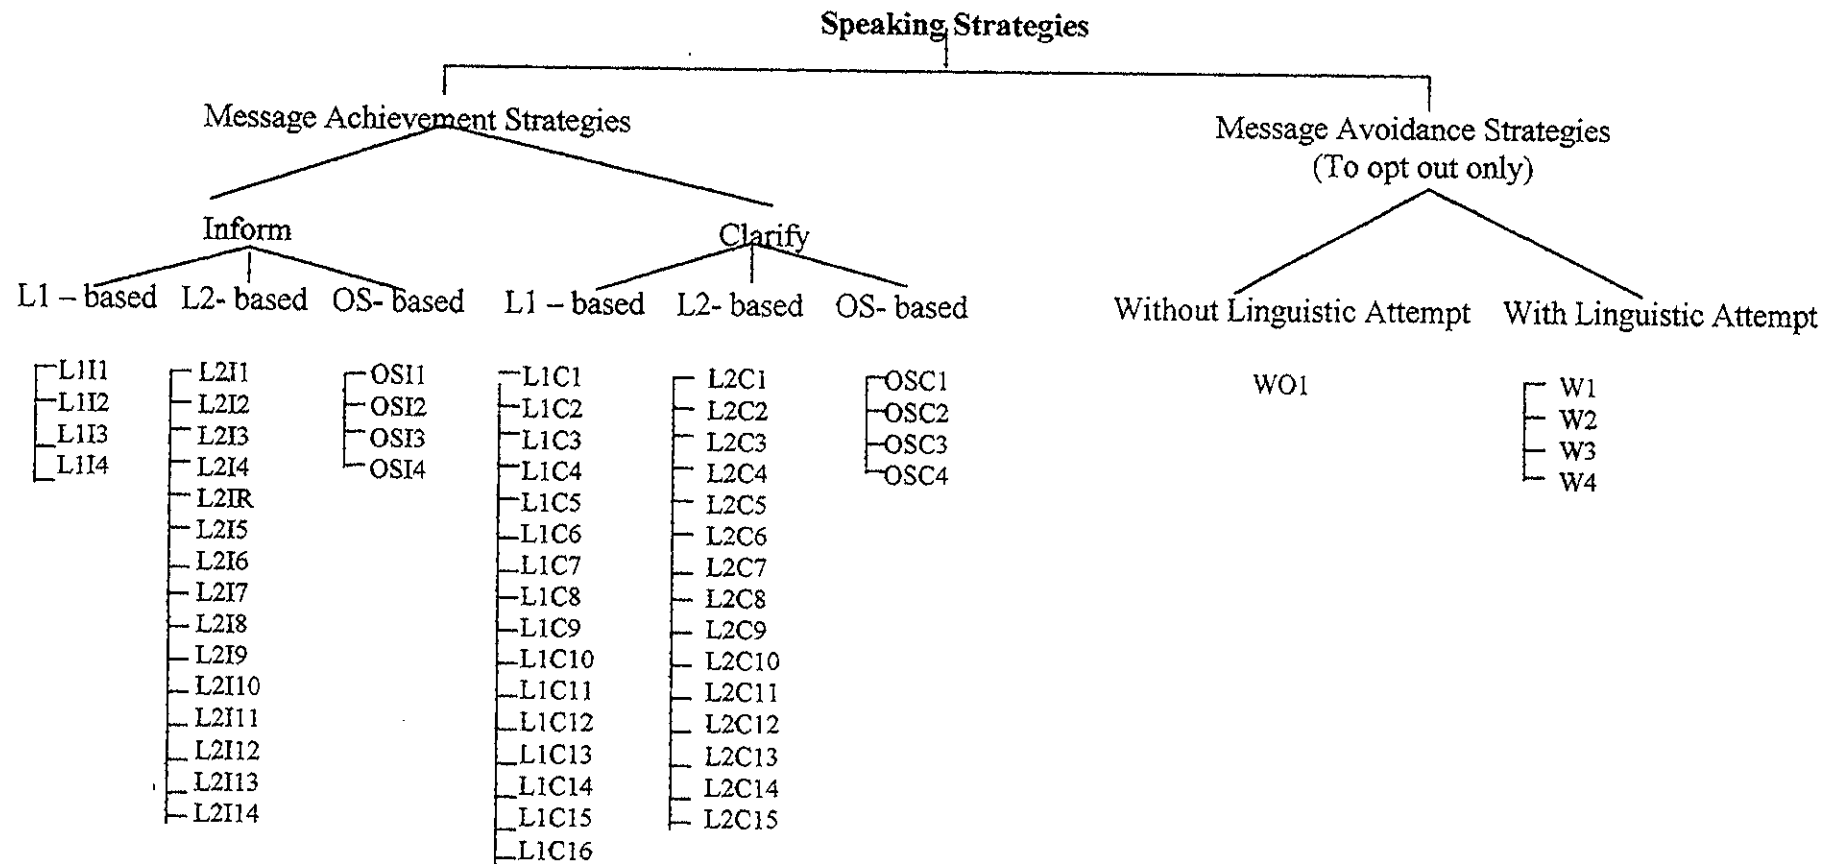 Speaking Strategies
Message Achievement Strategies
Message Avoidance Strategies
(To opt out only)
Inform
Clarify
L1 – based
L2- based
OS- based
L1 – based
L2- based
OS- based
Without Linguistic Attempt
With Linguistic Attempt
L1I1
L1I2
L1I3
L1I4
L2I1
L2I2
L2I3
L2I4
L2IR
L2I5
L2I6
L2I7
L2I8
L2I9
L2I10
L2I11
L2I12
L2I13
L2I14
OSI1
OSI2
OSI3
OSI4
L1C1
L1C2
L1C3
L1C4
L1C5
L1C6
L1C7
L1C8
L1C9
L1C10
L1C11
L1C12
L1C13
L1C14
L1C15
L1C16
L2C1
L2C2
L2C3
L2C4
L2C5
L2C6
L2C7
L2C8
L2C9
L2C10
L2C11
L2C12
L2C13
L2C14
L2C15
OSC1
OSC2
OSC3
OSC4
WO1
W1
W2
W3
W4